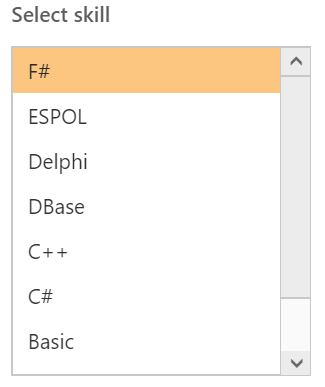 Select skill
F#
ESPOL
Delphi
DBase
C++
C#
Basic